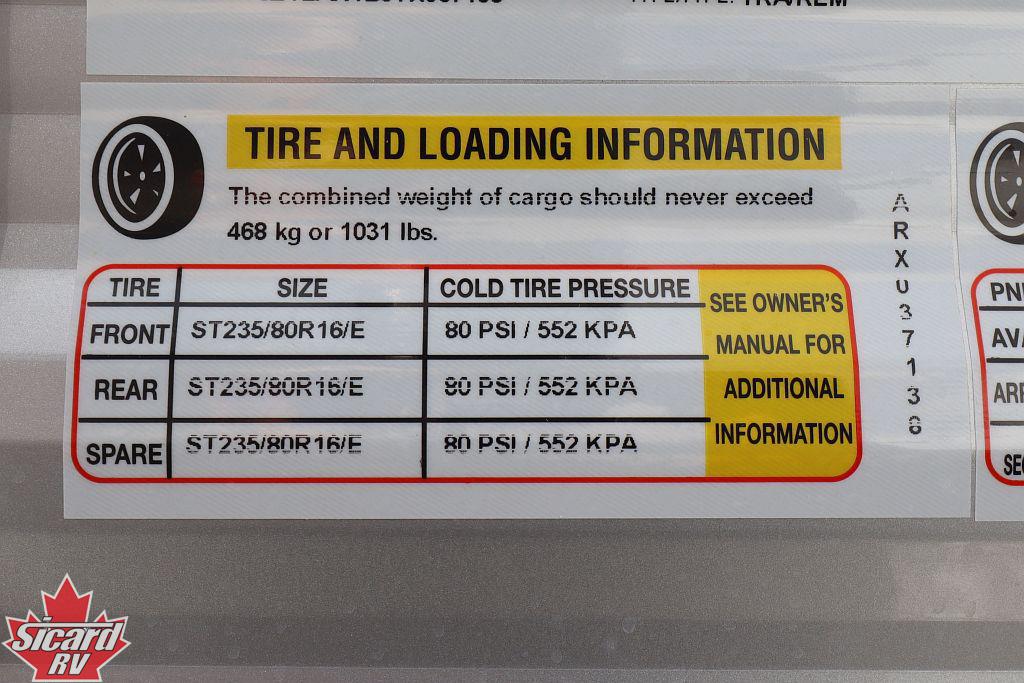 TIRE AND LOADING INFORMATION
The combined weight of cargo should never exceed
468 kg or 1031 lbs.
TIRE SIZE COLD TIRE PRESSURE
FRONT ST235/80R16/E 80 PSI / 552 KPA
REAR ST235/80R16/E 80 PSI / 552 KPA
SPARE ST235/80R16/E 80 PSI / 552 KPA
SEE OWNER'S
MANUAL FOR
ADDITIONAL
INFORMATION
ARX037138
Sicard
RV